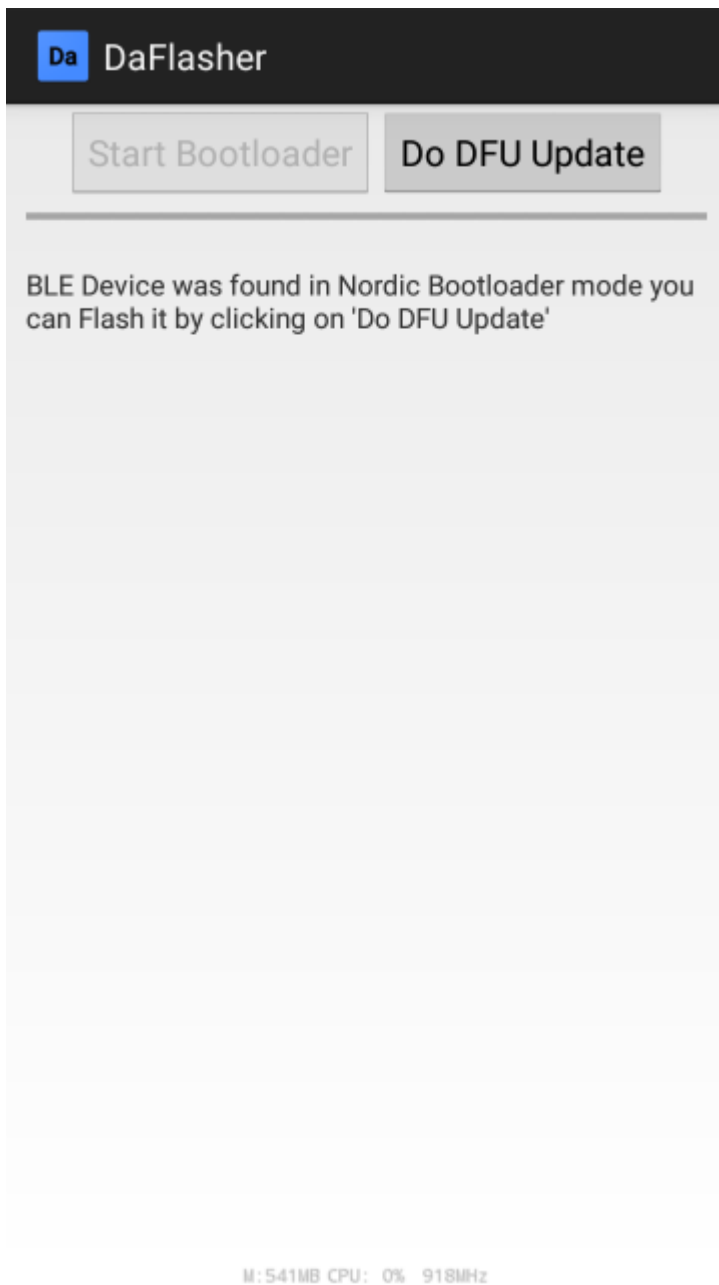 Da DaFlasher
Start Bootloader Do DFU Update
BLE Device was found in Nordic Bootloader mode you
can Flash it by clicking on 'Do DFU Update'
M:541MB CPU: 0% 918MHz